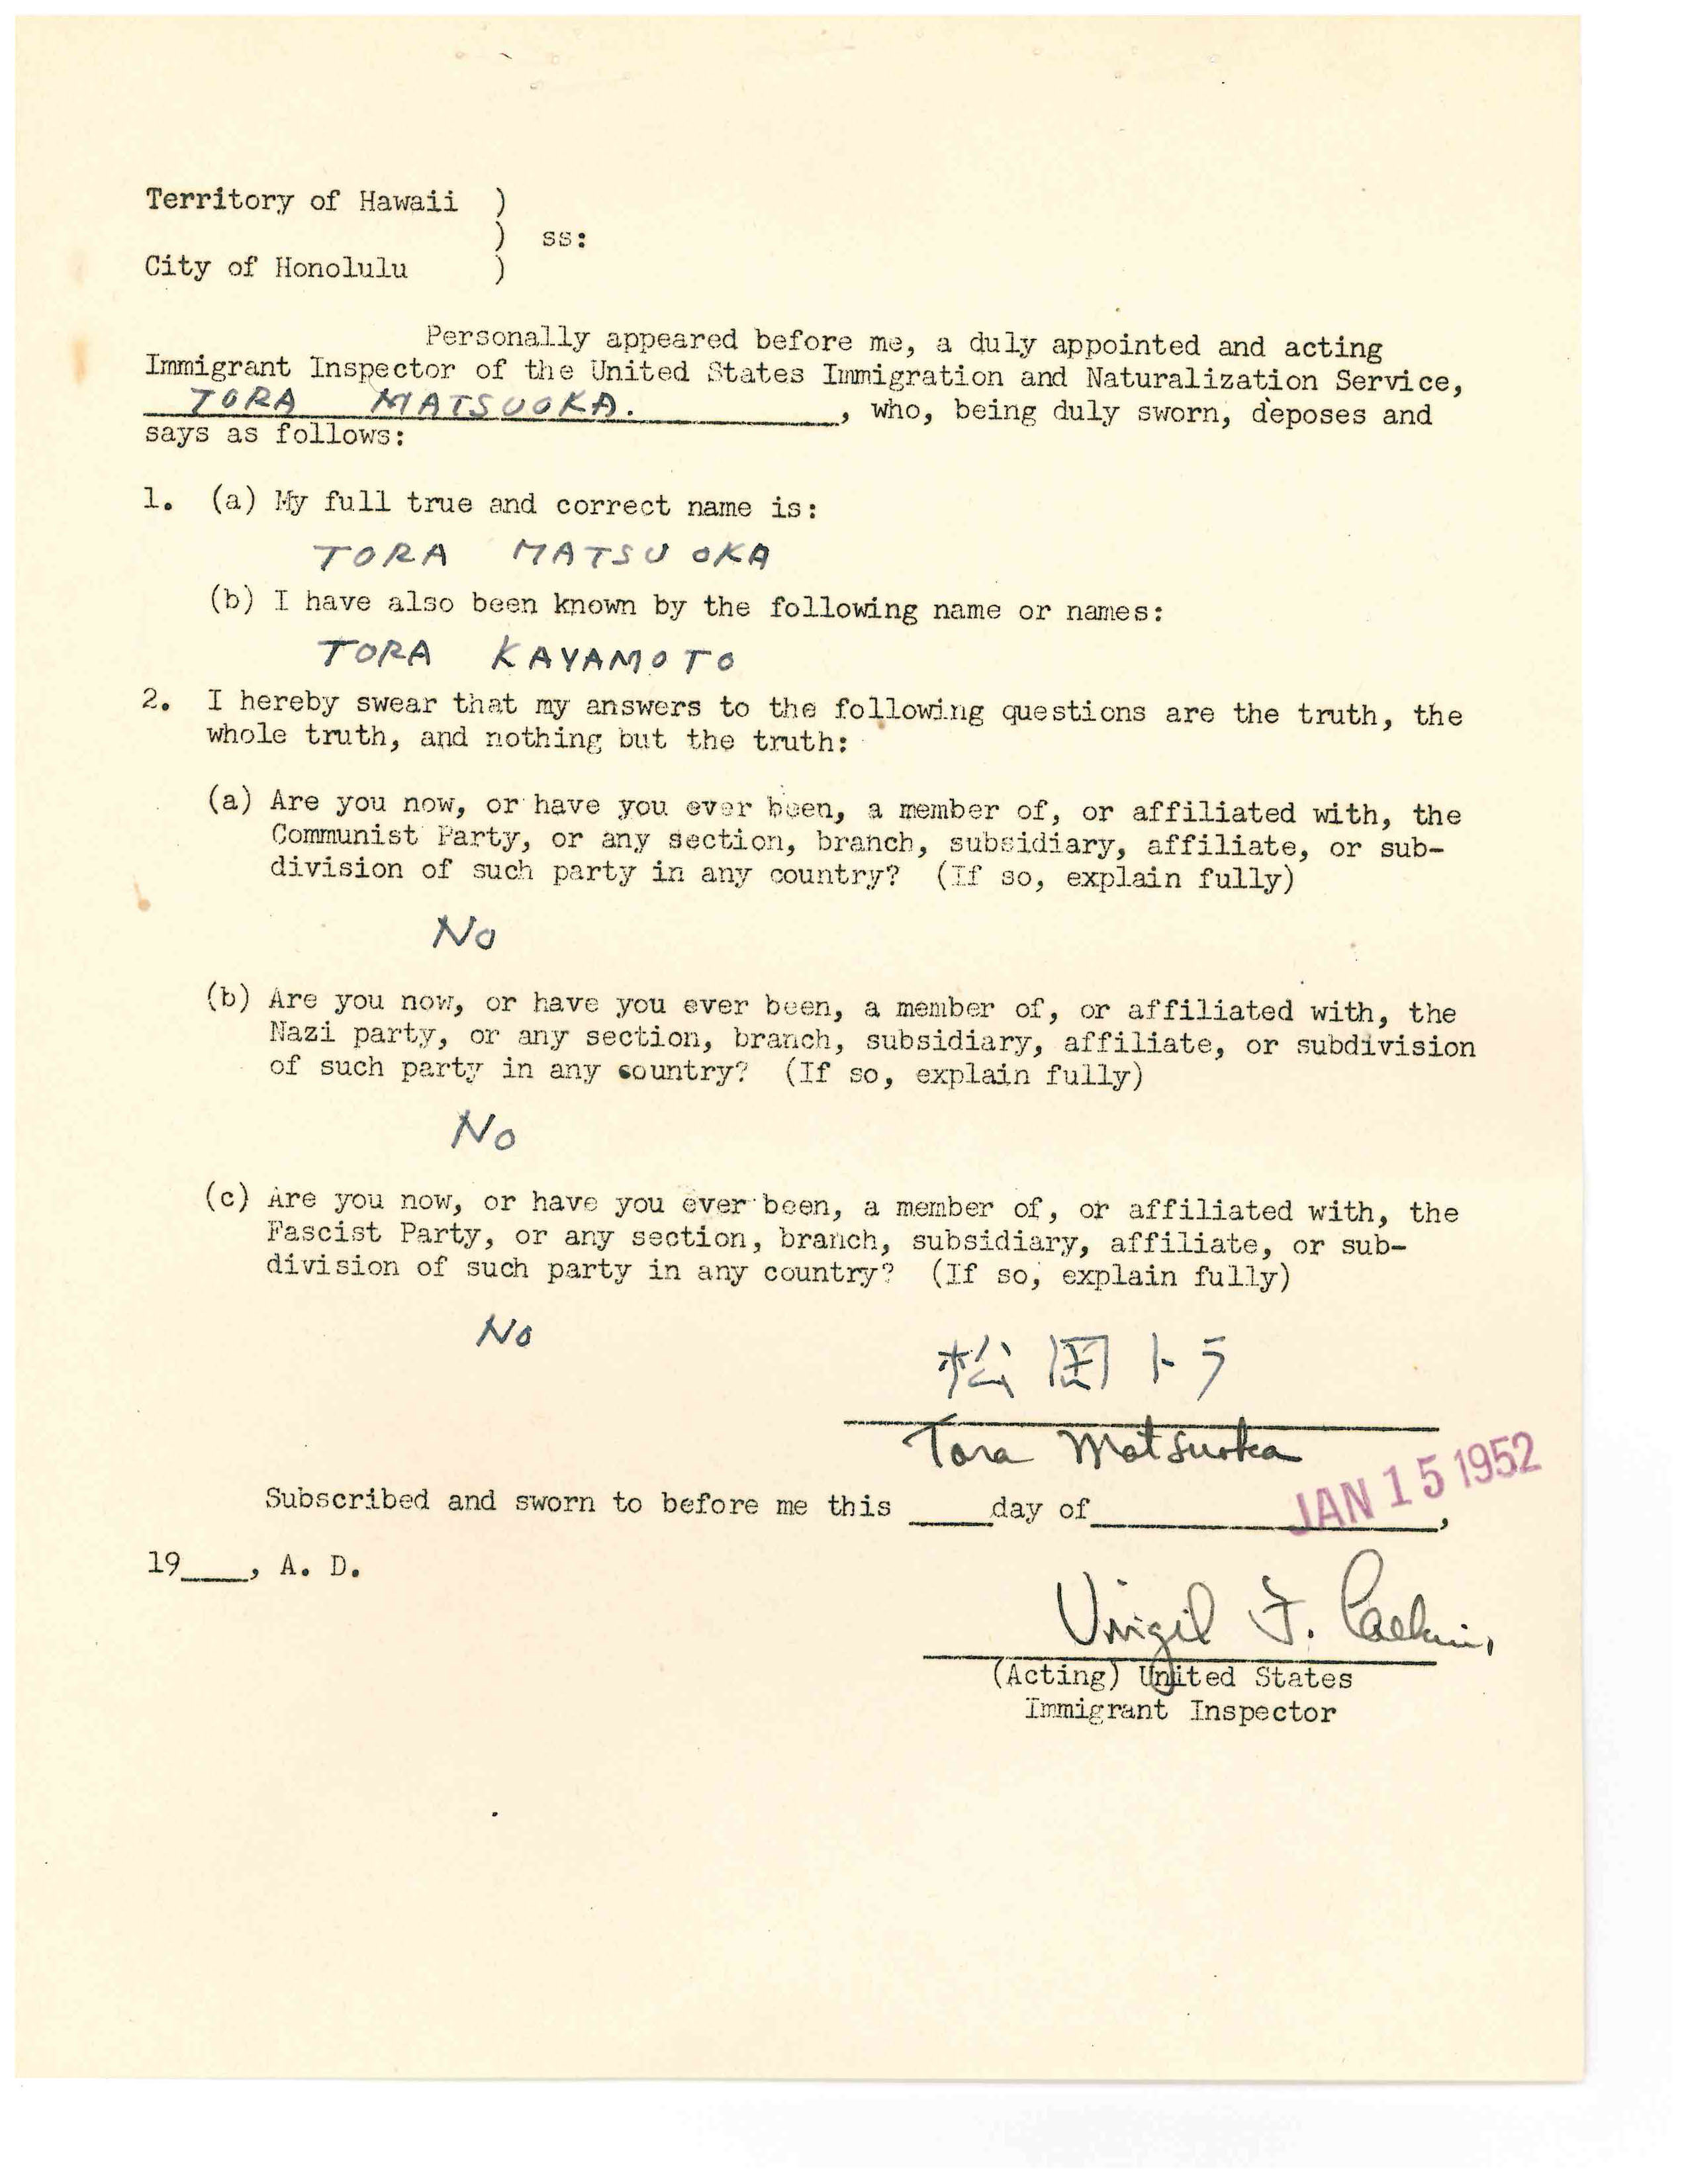 Territory of Hawaii )
) ss:
City of Honolulu )
Personally appeared before me, a duly appointed and acting
Immigrant Inspector of the United States Immigration and Naturalization Service,
TORA MATSUOKA. , who, being duly sworn, deposes and
says as follows:
1. (a) My full true and correct name is:
TORA MATSUOKA
(b) I have also been known by the following name or names:
TORA KAYAMOTO
2. I hereby swear that my answers to the following questions are the truth, the
whole truth, and nothing but the truth:
(a) Are you now, or have you ever been, a member of, or affiliated with, the
Communist Party, or any section, branch, subsidiary, affiliate, or sub-
division of such party in any country? (If so, explain fully)
No
(b) Are you now, or have you ever been, a member of, or affiliated with, the
Nazi party, or any section, branch, subsidiary, affiliate, or subdivision
of such party in any country? (If so, explain fully)
No
(c) Are you now, or have you ever been, a member of, or affiliated with, the
Fascist Party, or any section, branch, subsidiary, affiliate, or sub-
division of such party in any country? (If so, explain fully)
No
松岡トラ
Tora Matsuoka
Subscribed and sworn to before me this ____day of JAN 15 1952,
19___, A. D.
Virgil F.
(Acting) United States
Immigrant Inspector